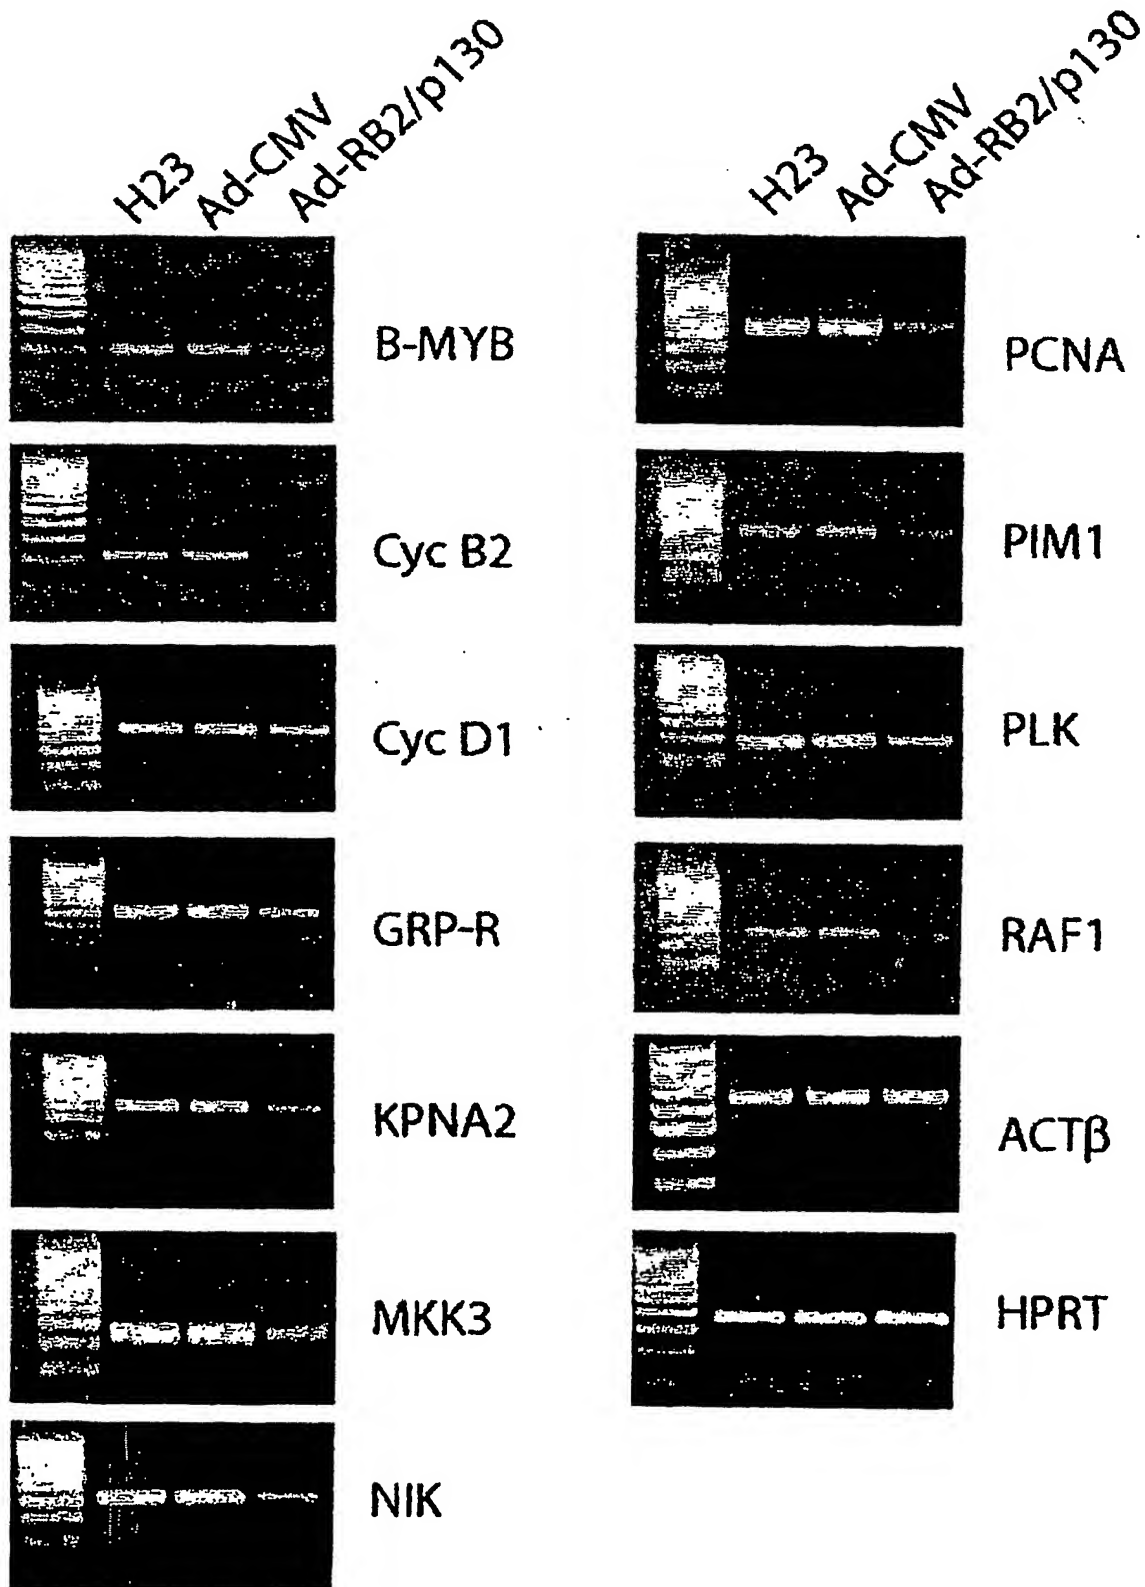 H23
Ad-CMV
Ad-RB2/p130
B-MYB
Cyc B2
Cyc D1
GRP-R
KPNA2
MKK3
NIK
H23
Ad-CMV
Ad-RB2/p130
PCNA
PIM1
PLK
RAF1
ACTβ
HPRT